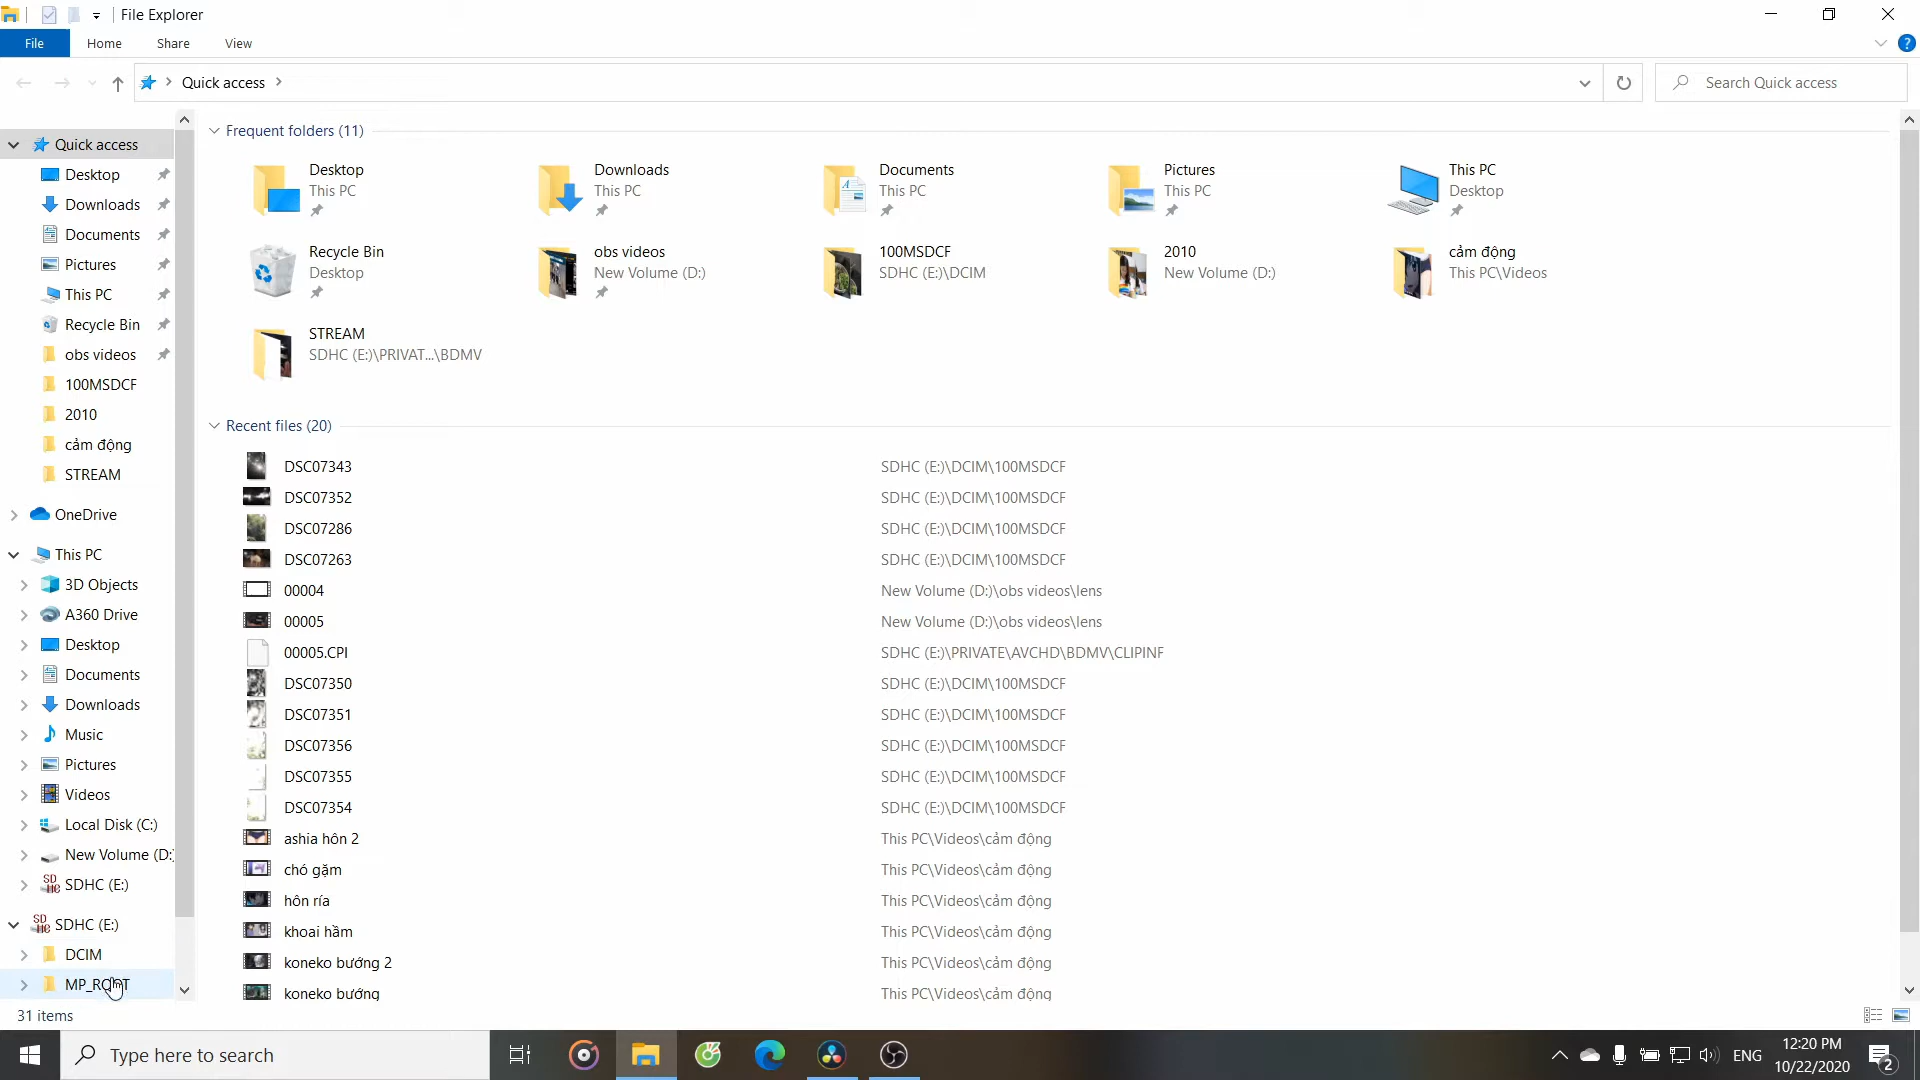 File Explorer
File Home Share View
Quick access
Search Quick access
Quick access
Desktop
Downloads
Documents
Pictures
This PC
Recycle Bin
obs videos
100MSDCF
2010
cảm động
STREAM
OneDrive
This PC
3D Objects
A360 Drive
Desktop
Documents
Downloads
Music
Pictures
Videos
Local Disk (C:)
New Volume (D:)
SDHC (E:)
SDHC (E:)
DCIM
MP_ROOT
31 items
Frequent folders (11)
Desktop
This PC
Downloads
This PC
Documents
This PC
Pictures
This PC
This PC
Desktop
Recycle Bin
Desktop
obs videos
New Volume (D:)
100MSDCF
SDHC (E:)\DCIM
2010
New Volume (D:)
cảm động
This PC\Videos
STREAM
SDHC (E:)\PRIVAT...\BDMV
Recent files (20)
DSC07343 SDHC (E:)\DCIM\100MSDCF
DSC07352 SDHC (E:)\DCIM\100MSDCF
DSC07286 SDHC (E:)\DCIM\100MSDCF
DSC07263 SDHC (E:)\DCIM\100MSDCF
00004 New Volume (D:)\obs videos\lens
00005 New Volume (D:)\obs videos\lens
00005.CPI SDHC (E:)\PRIVATE\AVCHD\BDMV\CLIPINF
DSC07350 SDHC (E:)\DCIM\100MSDCF
DSC07351 SDHC (E:)\DCIM\100MSDCF
DSC07356 SDHC (E:)\DCIM\100MSDCF
DSC07355 SDHC (E:)\DCIM\100MSDCF
DSC07354 SDHC (E:)\DCIM\100MSDCF
ashia hôn 2 This PC\Videos\cảm động
chó gặm This PC\Videos\cảm động
hôn ría This PC\Videos\cảm động
khoai hầm This PC\Videos\cảm động
koneko bướng 2 This PC\Videos\cảm động
koneko bướng This PC\Videos\cảm động
Type here to search
ENG
12:20 PM
10/22/2020
2